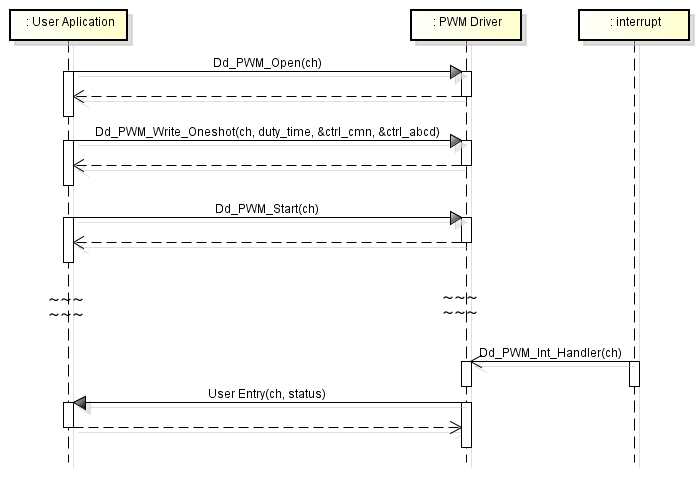 : User Aplication
: PWM Driver
: interrupt
Dd_PWM_Open(ch)
Dd_PWM_Write_Oneshot(ch, duty_time, &ctrl_cmn, &ctrl_abcd)
Dd_PWM_Start(ch)
~~~
~~~
~~~
~~~
Dd_PWM_Int_Handler(ch)
User Entry(ch, status)